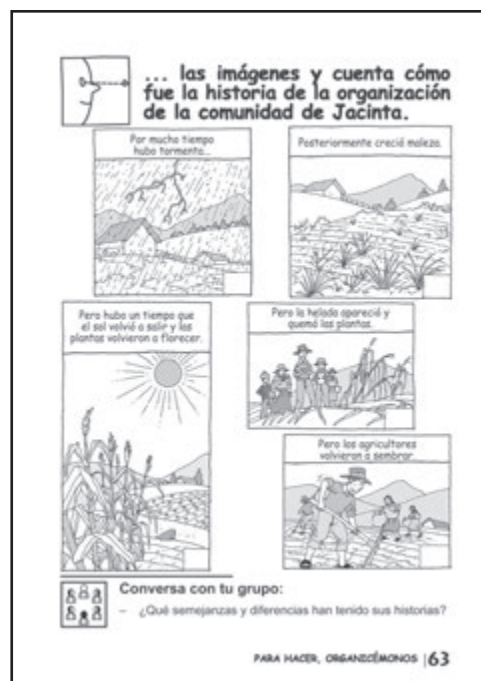 ... las imágenes y cuenta cómo
fue la historia de la organización
de la comunidad de Jacinta.
Por mucho tiempo
hubo tormenta...
Posteriormente creció maleza.
Pero hubo un tiempo que
el sol volvió a salir y las
plantas volvieron a florecer.
Pero la helada apareció y
quemó las plantas.
Pero los agricultores
volvieron a sembrar.
Conversa con tu grupo:
– ¿Qué semejanzas y diferencias han tenido sus historias?
PARA HACER, ORGANICÉMONOS |63